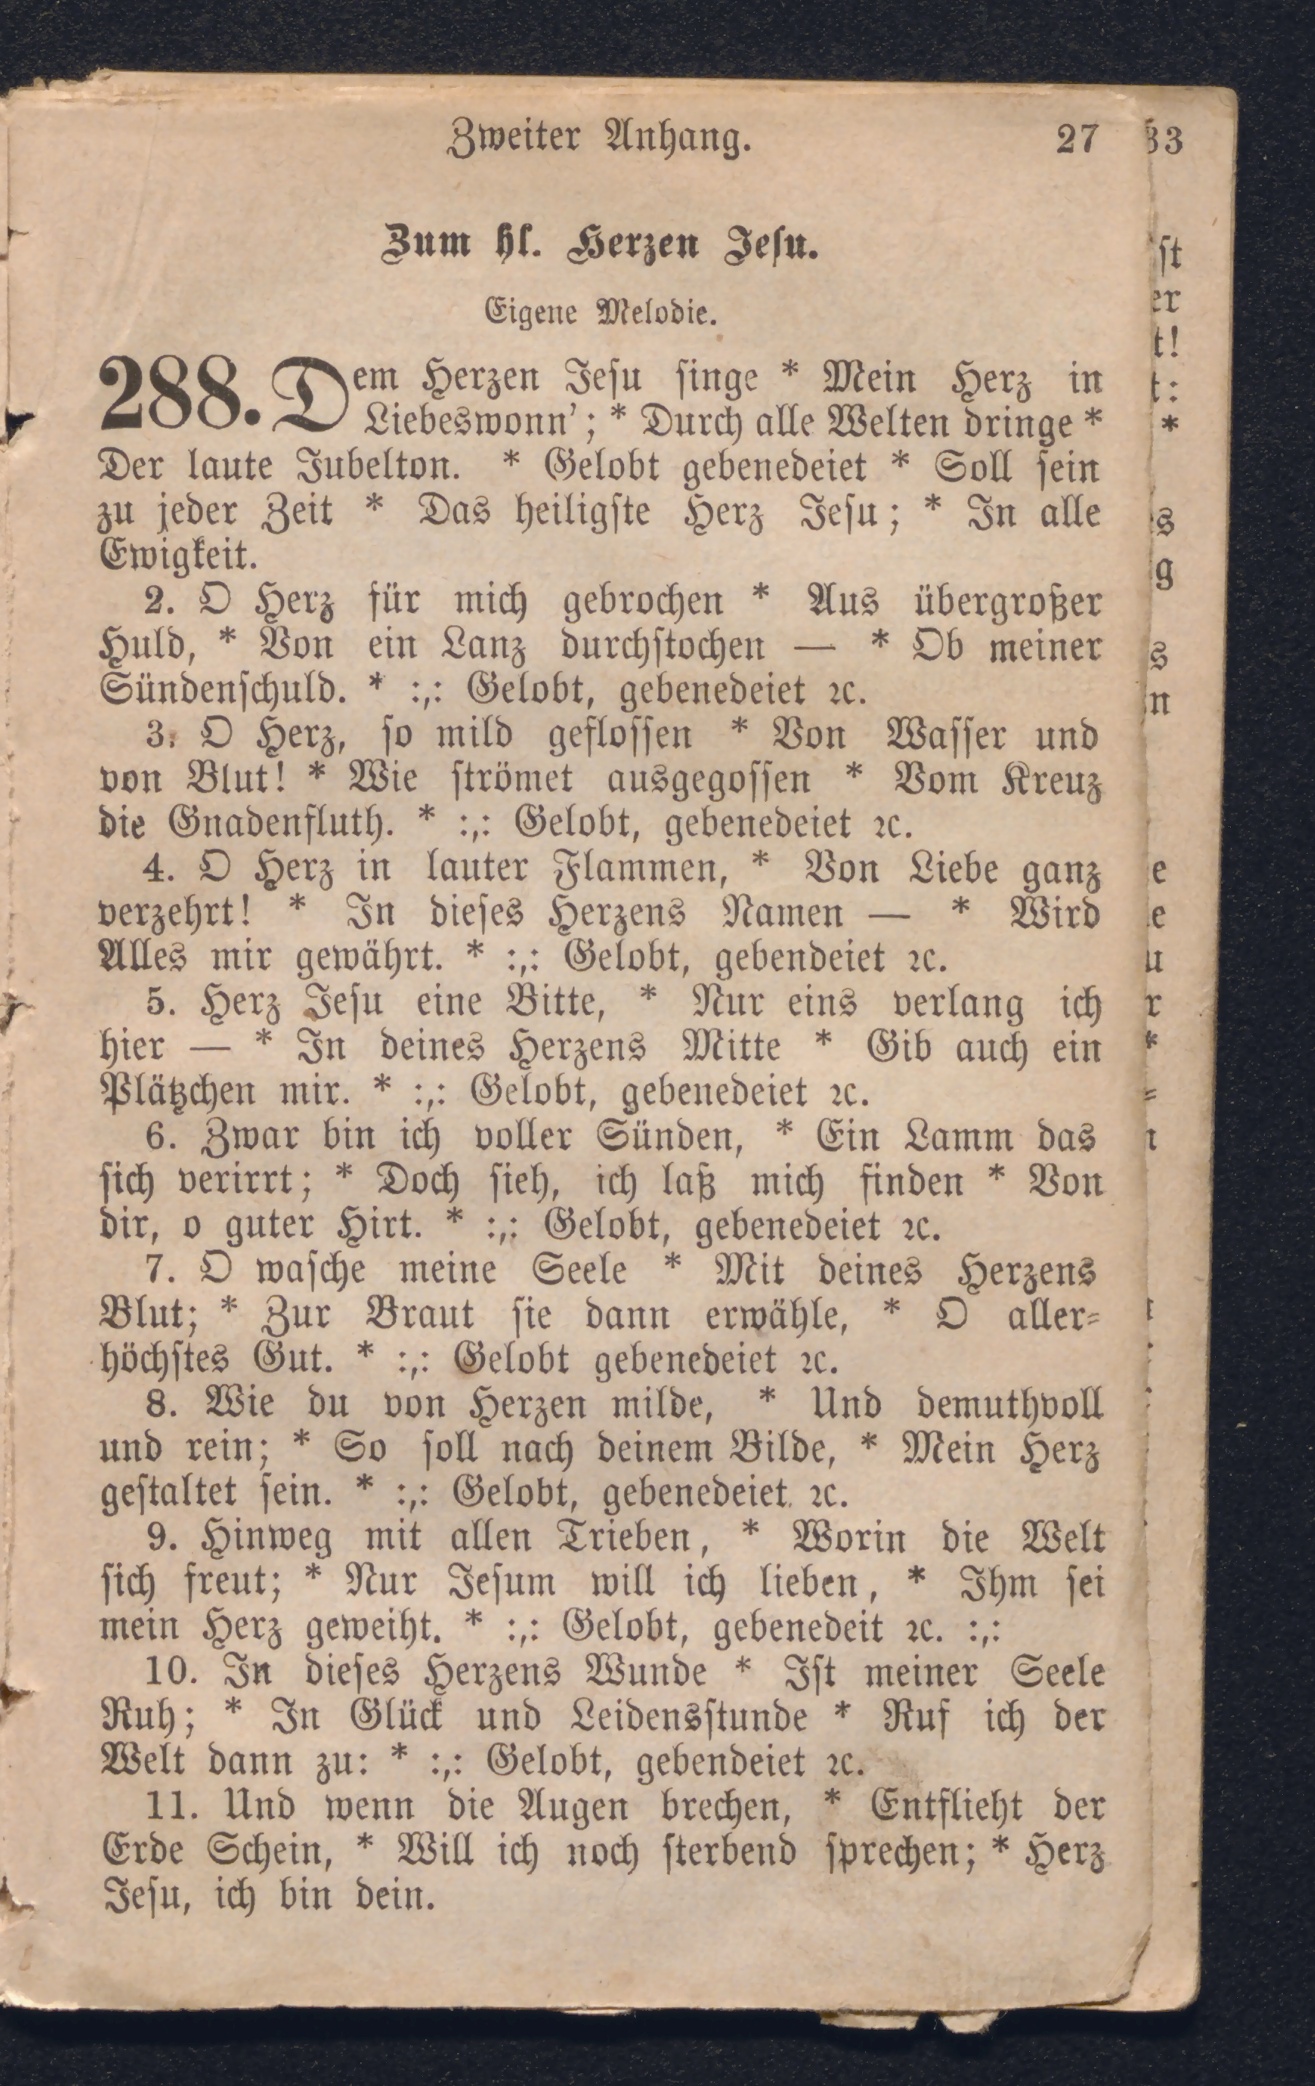 Zweiter Anhang. 27
Zum hl. Herzen Jesu.
Eigene Melodie.
288. Dem Herzen Jesu singe * Mein Herz in
Liebeswonn’; * Durch alle Welten dringe *
Der laute Jubelton. * Gelobt gebenedeiet * Soll sein
zu jeder Zeit * Das heiligste Herz Jesu; * In alle
Ewigkeit.
2. O Herz für mich gebrochen * Aus übergroßer
Huld, * Von ein Lanz durchstochen — * Ob meiner
Sündenschuld. * :,: Gelobt, gebenedeiet ꝛc.
3. O Herz, so mild geflossen * Von Wasser und
von Blut! * Wie strömet ausgegossen * Vom Kreuz
die Gnadenfluth. * :,: Gelobt, gebenedeiet ꝛc.
4. O Herz in lauter Flammen, * Von Liebe ganz
verzehrt! * In dieses Herzens Namen — * Wird
Alles mir gewährt. * :,: Gelobt, gebendeiet ꝛc.
5. Herz Jesu eine Bitte, * Nur eins verlang ich
hier — * In deines Herzens Mitte * Gib auch ein
Plätzchen mir. * :,: Gelobt, gebenedeiet ꝛc.
6. Zwar bin ich voller Sünden, * Ein Lamm das
sich verirrt; * Doch sieh, ich laß mich finden * Von
dir, o guter Hirt. * :,: Gelobt, gebenedeiet ꝛc.
7. O wasche meine Seele * Mit deines Herzens
Blut; * Zur Braut sie dann erwähle, * O aller-
höchstes Gut. * :,: Gelobt gebenedeiet ꝛc.
8. Wie du von Herzen milde, * Und demuthvoll
und rein; * So soll nach deinem Bilde, * Mein Herz
gestaltet sein. * :,: Gelobt, gebenedeiet. ꝛc.
9. Hinweg mit allen Trieben, * Worin die Welt
sich freut; * Nur Jesum will ich lieben, * Ihm sei
mein Herz geweiht. * :,: Gelobt, gebenedeit ꝛc. :,:
10. In dieses Herzens Wunde * Ist meiner Seele
Ruh; * In Glück und Leidensstunde * Ruf ich der
Welt dann zu: * :,: Gelobt, gebendeiet ꝛc.
11. Und wenn die Augen brechen, * Entflieht der
Erde Schein, * Will ich noch sterbend sprechen; * Herz
Jesu, ich bin dein.